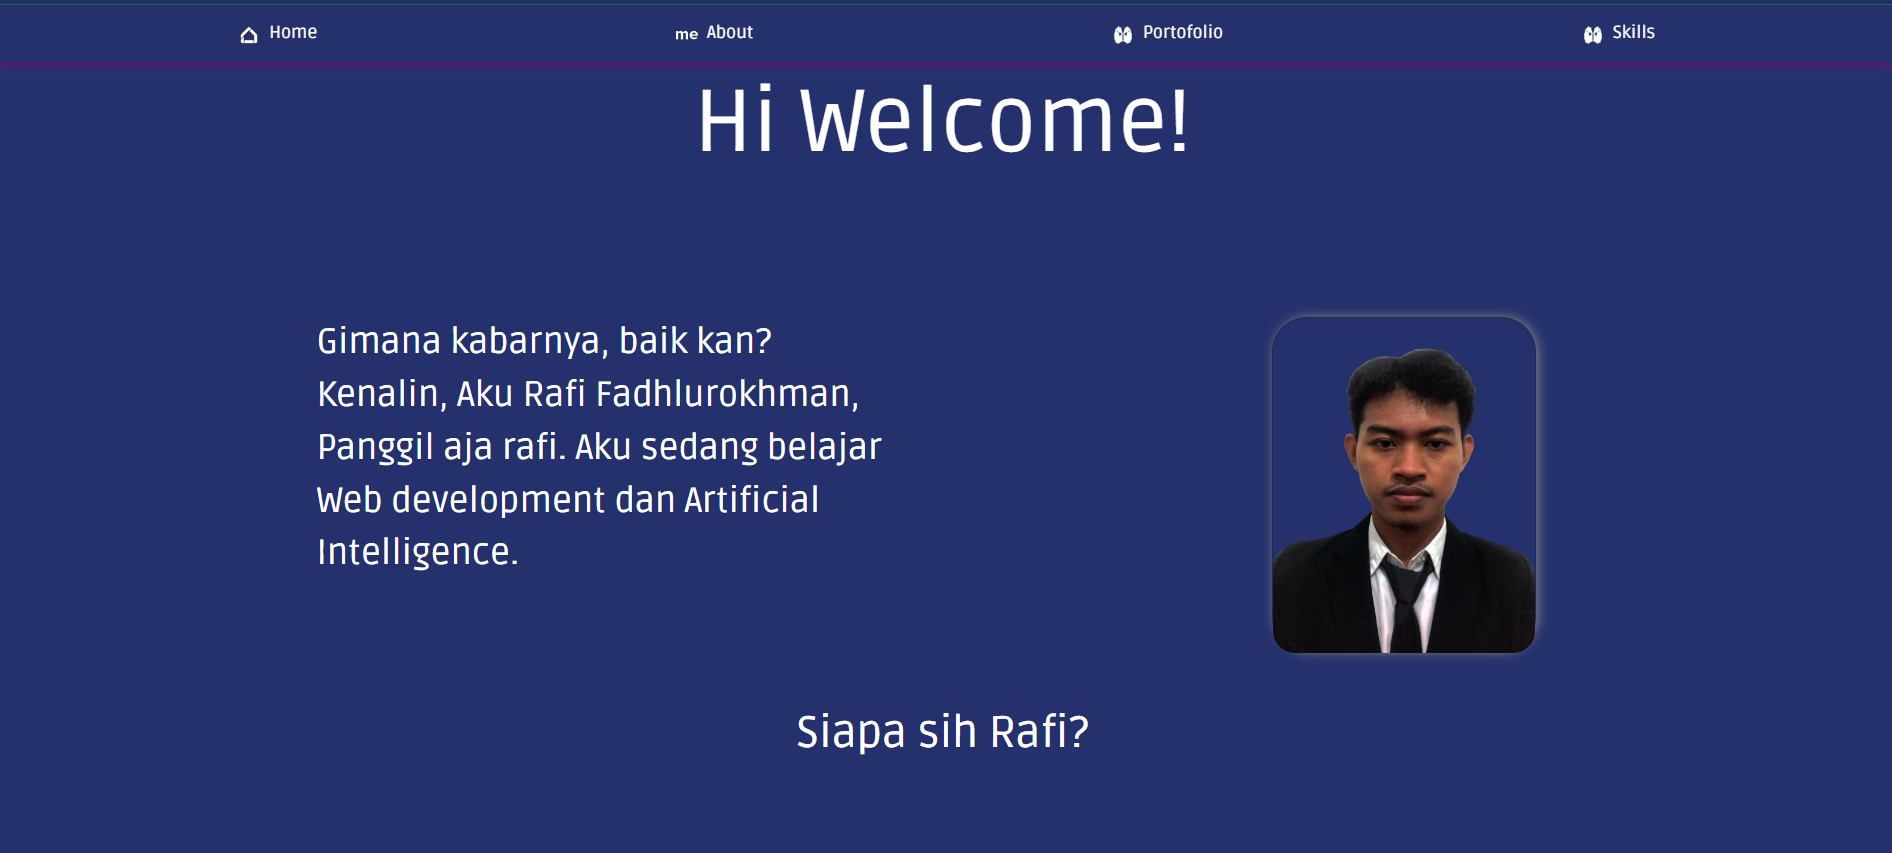 Home
me About
Portofolio
Skills
Hi Welcome!
Gimana kabarnya, baik kan?
Kenalin, Aku Rafi Fadhlurokhman,
Panggil aja rafi. Aku sedang belajar
Web development dan Artificial
Intelligence.
Siapa sih Rafi?